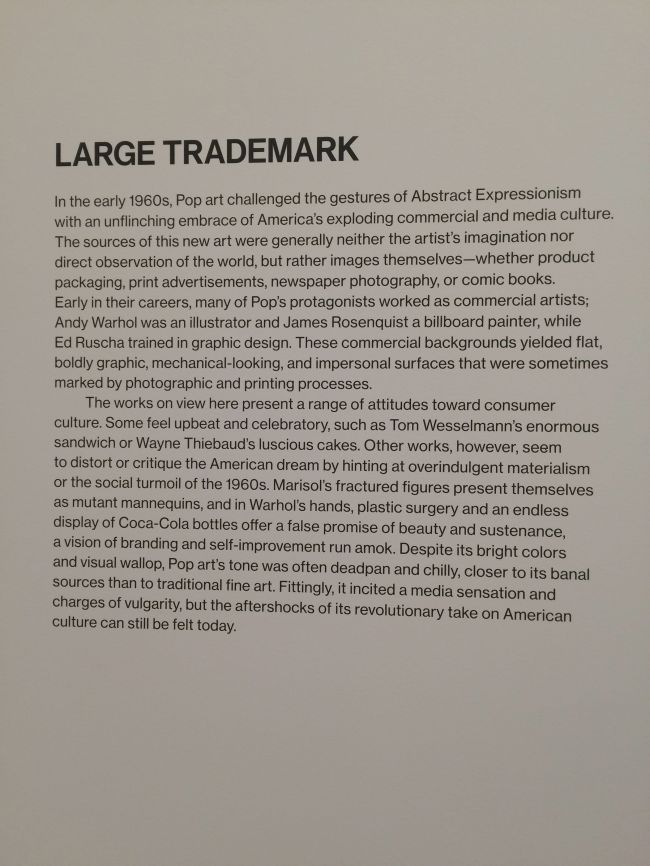 LARGE TRADEMARK
In the early 1960s, Pop art challenged the gestures of Abstract Expressionism
with an unflinching embrace of America's exploding commercial and media culture.
The sources of this new art were generally neither the artist's imagination nor
direct observation of the world, but rather images themselves—whether product
packaging, print advertisements, newspaper photography, or comic books.
Early in their careers, many of Pop's protagonists worked as commercial artists;
Andy Warhol was an illustrator and James Rosenquist a billboard painter, while
Ed Ruscha trained in graphic design. These commercial backgrounds yielded flat,
boldly graphic, mechanical-looking, and impersonal surfaces that were sometimes
marked by photographic and printing processes.
The works on view here present a range of attitudes toward consumer
culture. Some feel upbeat and celebratory, such as Tom Wesselmann's enormous
sandwich or Wayne Thiebaud's luscious cakes. Other works, however, seem
to distort or critique the American dream by hinting at overindulgent materialism
or the social turmoil of the 1960s. Marisol's fractured figures present themselves
as mutant mannequins, and in Warhol's hands, plastic surgery and an endless
display of Coca-Cola bottles offer a false promise of beauty and sustenance,
a vision of branding and self-improvement run amok. Despite its bright colors
and visual wallop, Pop art's tone was often deadpan and chilly, closer to its banal
sources than to traditional fine art. Fittingly, it incited a media sensation and
charges of vulgarity, but the aftershocks of its revolutionary take on American
culture can still be felt today.